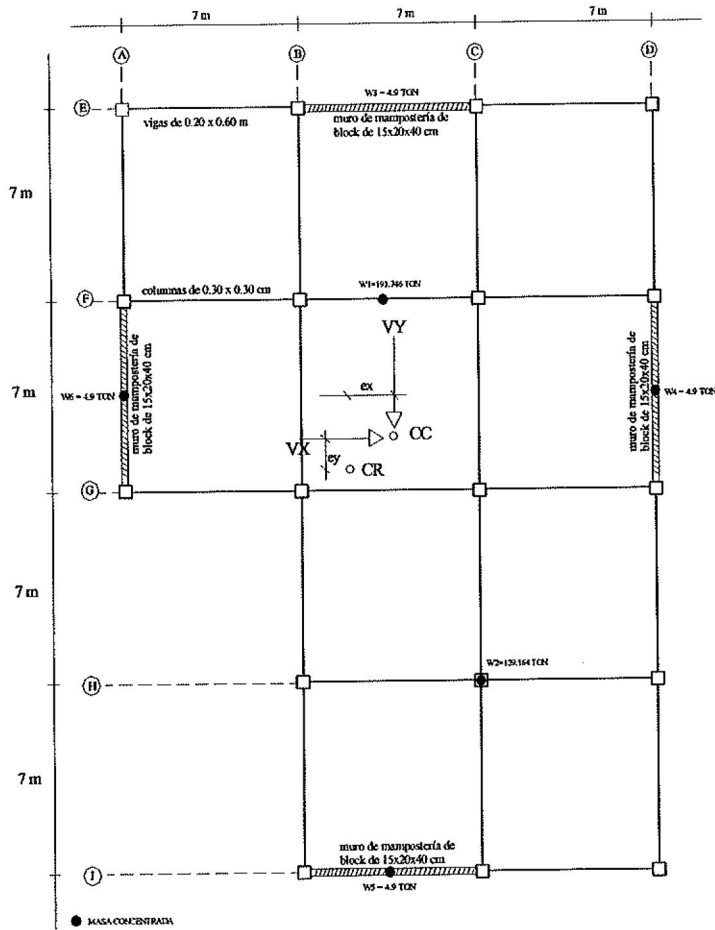 7 m
7 m
7 m
A
B
C
D
E
W3 = 4.9 TON
vigas de 0.20 x 0.60 m
muro de mampostería de
block de 15x20x40 cm
7 m
F
columnas de 0.30 x 0.30 cm
W1=193.746 TON
7 m
W6 = 4.9 TON
muro de mampostería de
block de 15x20x40 cm
VY
ex
VX
ey
CC
CR
muro de mampostería de
block de 15x20x40 cm
W4 = 4.9 TON
G
7 m
H
W2=129.164 TON
7 m
muro de mampostería de
block de 15x20x40 cm
I
W5 = 4.9 TON
MASA CONCENTRADA